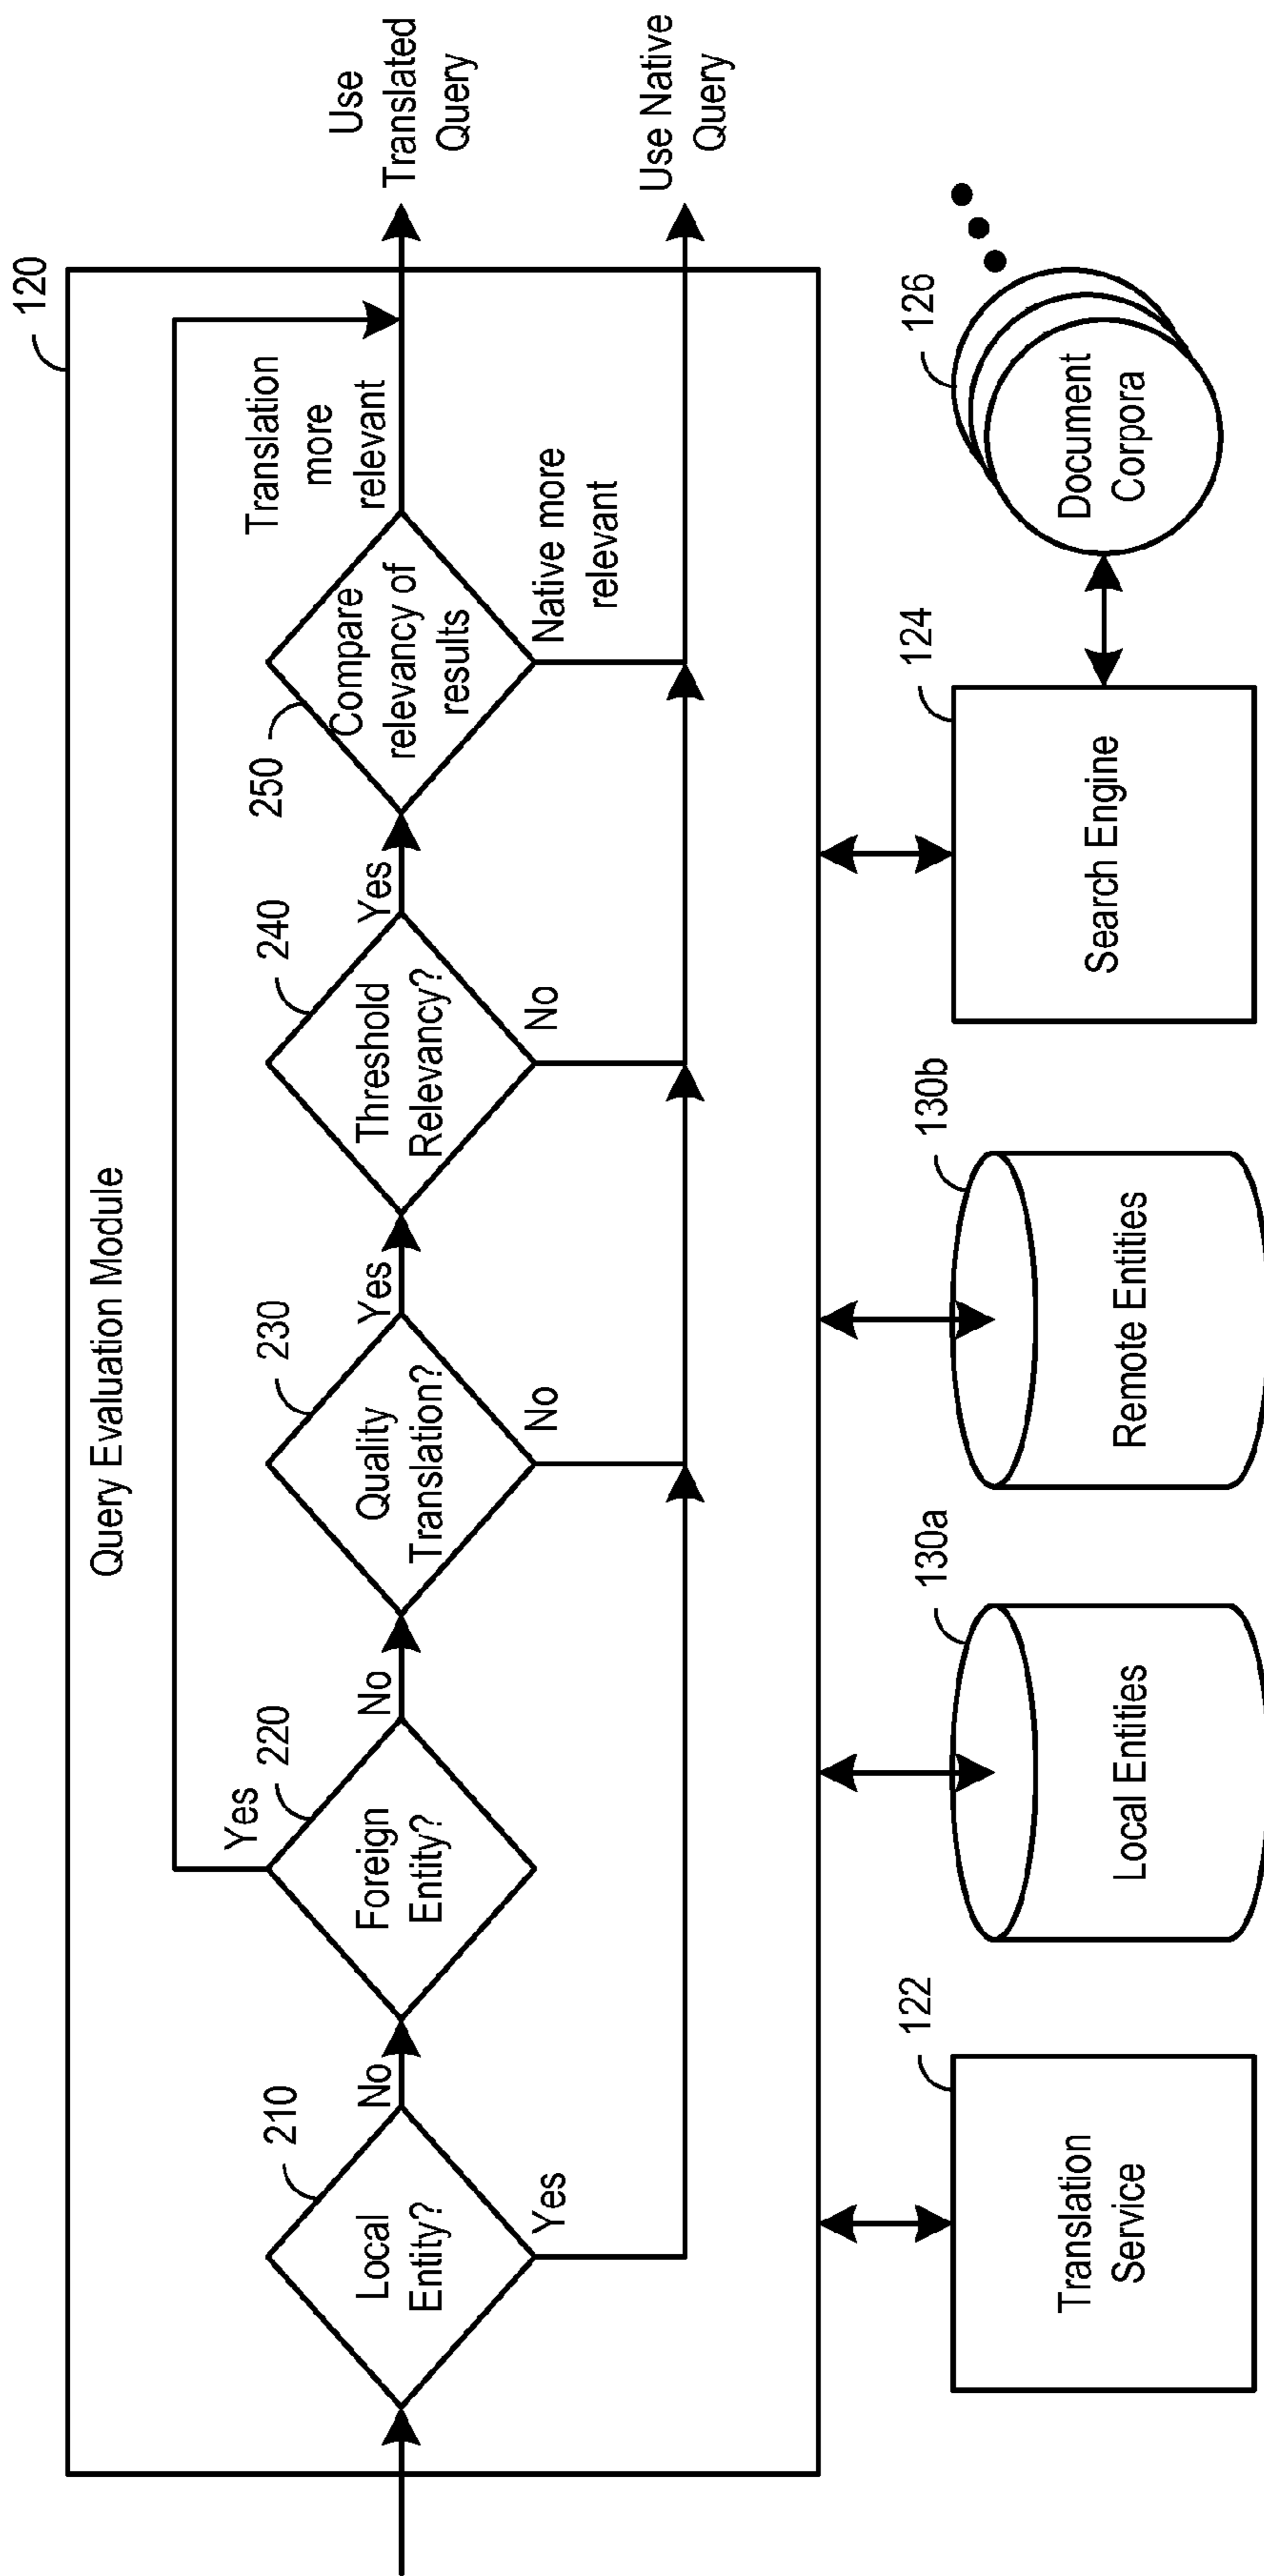 120
Query Evaluation Module
210
Local
Entity?
No
Yes
220
Foreign
Entity?
Yes
No
230
Quality
Translation?
Yes
No
240
Threshold
Relevancy?
Yes
No
250
Compare
relevancy of
results
Translation
more
relevant
Native more
relevant
Use
Translated
Query
Use Native
Query
122
Translation
Service
130a
Local Entities
130b
Remote Entities
124
Search Engine
126
Document
Corpora